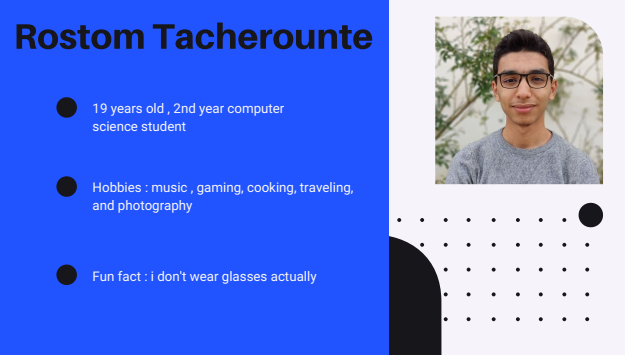 Rostom Tacherounte
19 years old , 2nd year computer
science student
Hobbies : music , gaming, cooking, traveling,
and photography
Fun fact : i don't wear glasses actually